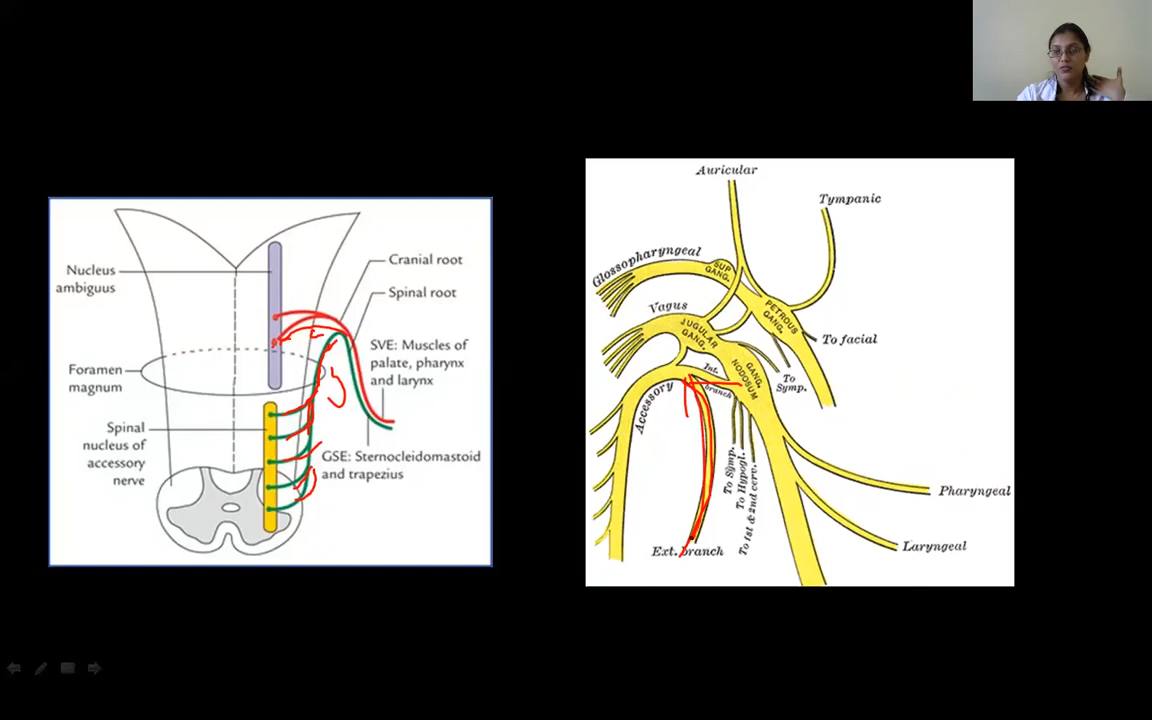 Nucleus
ambiguus
Foramen
magnum
Spinal
nucleus of
accessory
nerve
Cranial root
Spinal root
SVE: Muscles of
palate, pharynx
and larynx
GSE: Sternocleidomastoid
and trapezius
Auricular
Tympanic
Glossopharyngeal
SUP.
GANG.
PETROUS
GANG.
Vagus
JUGULAR
GANG.
To facial
GANG.
NODOSUM
To
Symp.
Int.
branch
Accessory
To Symp.
To Hypogl.
To 1st & 2nd cerv.
Pharyngeal
Laryngeal
Ext. branch